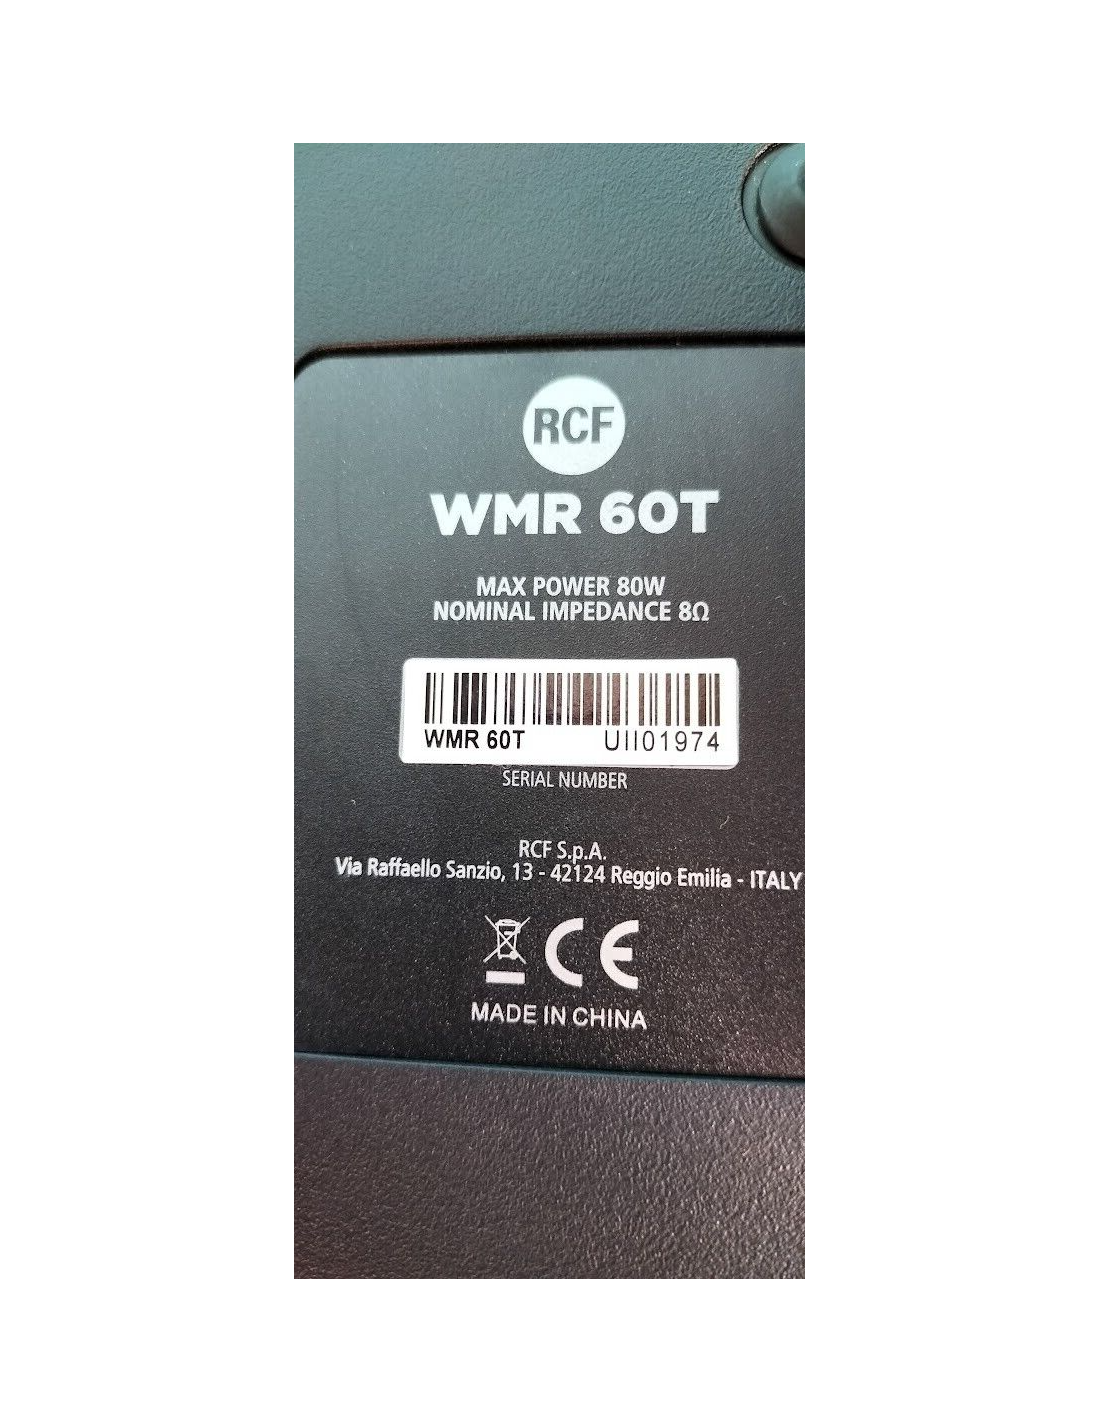 RCF
WMR 60T
MAX POWER 80W
NOMINAL IMPEDANCE 8Ω
WMR 60T UII01974
SERIAL NUMBER
RCF S.p.A.
Via Raffaello Sanzio, 13 - 42124 Reggio Emilia - ITALY
CE
MADE IN CHINA